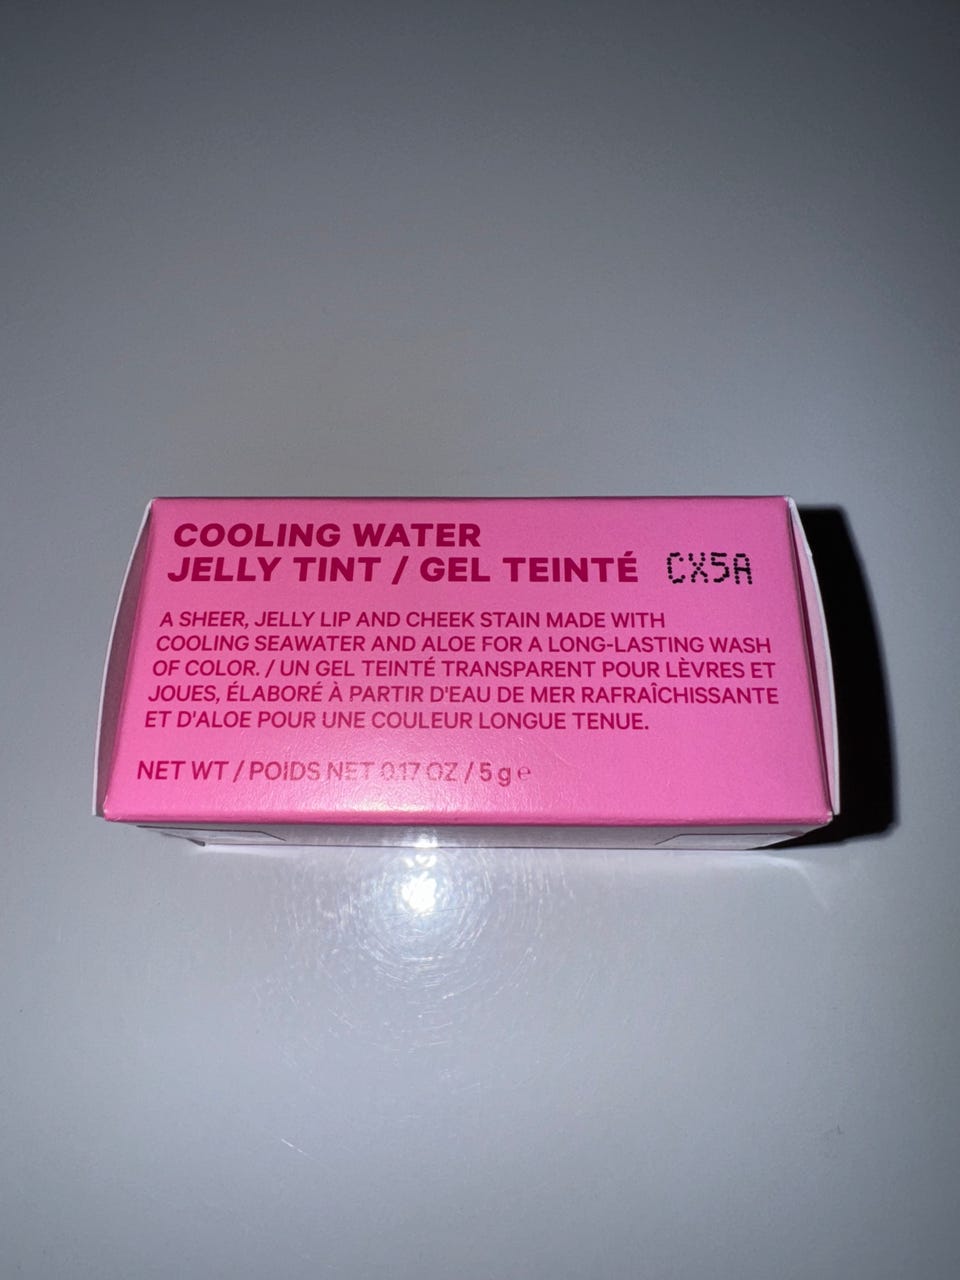 COOLING WATER
JELLY TINT / GEL TEINTÉ CX5A
A SHEER, JELLY LIP AND CHEEK STAIN MADE WITH
COOLING SEAWATER AND ALOE FOR A LONG-LASTING WASH
OF COLOR. / UN GEL TEINTÉ TRANSPARENT POUR LÈVRES ET
JOUES, ÉLABORÉ À PARTIR D'EAU DE MER RAFRAÎCHISSANTE
ET D'ALOE POUR UNE COULEUR LONGUE TENUE.
NET WT / POIDS NET 0.17 OZ / 5 g ℮